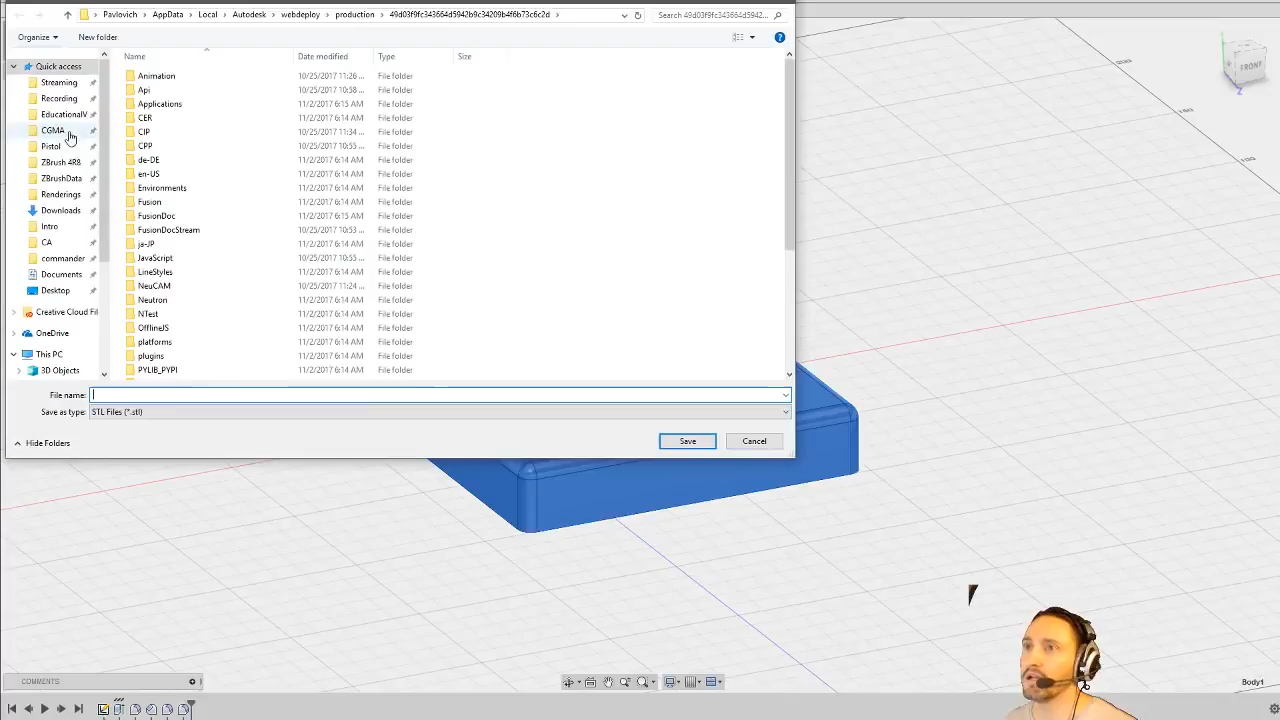 Pavlovich > AppData > Local > Autodesk > webdeploy > production > 49d03f9fc343664d5942b9c34209b4f6b73c6c2d >
Search 49d03f9fc343664d5942...
Organize
New folder
Quick access
Streaming
Recording
EducationalV
CGMA
Pistol
ZBrush 4R8
ZBrushData
Renderings
Downloads
Intro
CA
commander
Documents
Desktop
Creative Cloud Fil
OneDrive
This PC
3D Objects
Name Date modified Type Size
Animation 10/25/2017 11:26 ... File folder
Api 10/25/2017 10:58 ... File folder
Applications 11/2/2017 6:15 AM File folder
CER 11/2/2017 6:14 AM File folder
CIP 10/25/2017 11:34 ... File folder
CPP 10/25/2017 10:55 ... File folder
de-DE 11/2/2017 6:14 AM File folder
en-US 11/2/2017 6:14 AM File folder
Environments 11/2/2017 6:14 AM File folder
Fusion 11/2/2017 6:14 AM File folder
FusionDoc 11/2/2017 6:15 AM File folder
FusionDocStream 10/25/2017 10:53 ... File folder
ja-JP 11/2/2017 6:14 AM File folder
JavaScript 10/25/2017 10:55 ... File folder
LineStyles 11/2/2017 6:14 AM File folder
NeuCAM 10/25/2017 11:24 ... File folder
Neutron 11/2/2017 6:14 AM File folder
NTest 11/2/2017 6:14 AM File folder
OfflineJS 11/2/2017 6:14 AM File folder
platforms 11/2/2017 6:14 AM File folder
plugins 11/2/2017 6:14 AM File folder
PYLIB_PYPI 11/2/2017 6:14 AM File folder
File name:
Save as type: STL Files (*.stl)
Hide Folders
Save
Cancel
FRONT
Z
COMMENTS
Body1